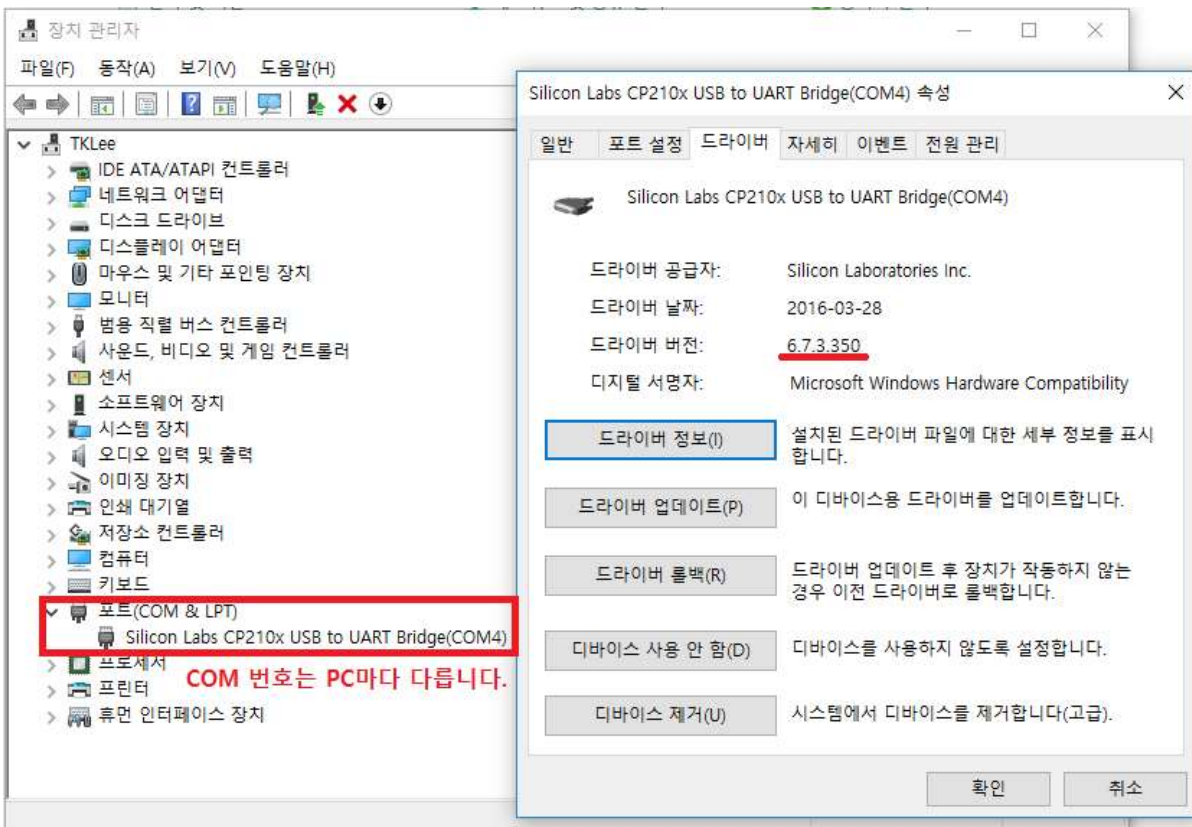 장치 관리자
파일(F) 동작(A) 보기(V) 도움말(H)
TKLee
IDE ATA/ATAPI 컨트롤러
네트워크 어댑터
디스크 드라이브
디스플레이 어댑터
마우스 및 기타 포인팅 장치
모니터
범용 직렬 버스 컨트롤러
사운드, 비디오 및 게임 컨트롤러
센서
소프트웨어 장치
시스템 장치
오디오 입력 및 출력
이미징 장치
인쇄 대기열
저장소 컨트롤러
컴퓨터
키보드
포트(COM & LPT)
Silicon Labs CP210x USB to UART Bridge(COM4)
프로세서
프린터
COM 번호는 PC마다 다릅니다.
휴먼 인터페이스 장치
Silicon Labs CP210x USB to UART Bridge(COM4) 속성
일반 포트 설정 드라이버 자세히 이벤트 전원 관리
Silicon Labs CP210x USB to UART Bridge(COM4)
드라이버 공급자: Silicon Laboratories Inc.
드라이버 날짜: 2016-03-28
드라이버 버전: 6.7.3.350
디지털 서명자: Microsoft Windows Hardware Compatibility
드라이버 정보(I) 설치된 드라이버 파일에 대한 세부 정보를 표시
합니다.
드라이버 업데이트(P) 이 디바이스용 드라이버를 업데이트합니다.
드라이버 롤백(R) 드라이버 업데이트 후 장치가 작동하지 않는
경우 이전 드라이버로 롤백합니다.
디바이스 사용 안 함(D) 디바이스를 사용하지 않도록 설정합니다.
디바이스 제거(U) 시스템에서 디바이스를 제거합니다(고급).
확인 취소